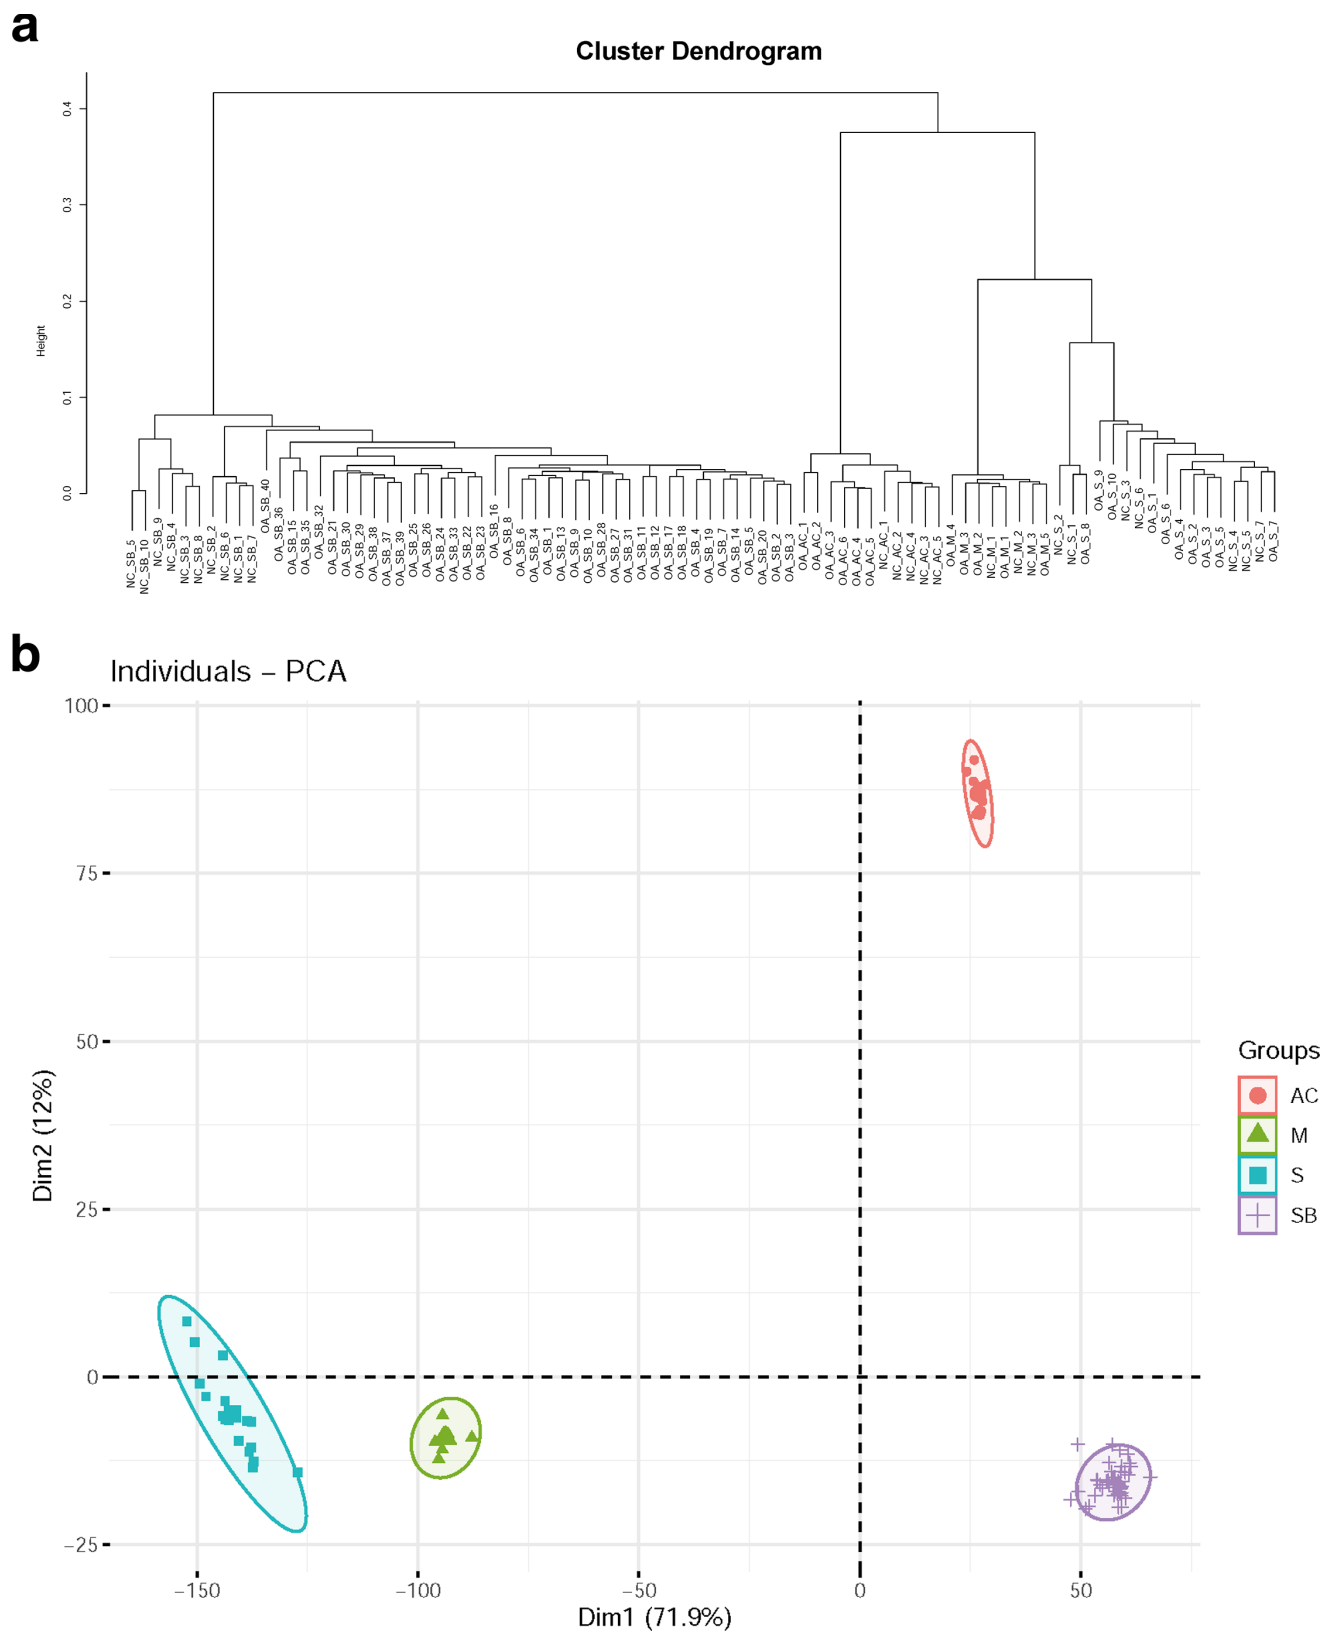 a
Cluster Dendrogram
Height
0.4
0.3
0.2
0.1
0.0
NC_SB_5
NC_SB_10
NC_SB_9
NC_SB_4
NC_SB_3
NC_SB_8
NC_SB_2
NC_SB_6
NC_SB_1
NC_SB_7
OA_SB_40
OA_SB_36
OA_SB_15
OA_SB_35
OA_SB_32
OA_SB_21
OA_SB_30
OA_SB_29
OA_SB_38
OA_SB_37
OA_SB_39
OA_SB_25
OA_SB_26
OA_SB_24
OA_SB_33
OA_SB_22
OA_SB_23
OA_SB_16
OA_SB_8
OA_SB_6
OA_SB_34
OA_SB_1
OA_SB_13
OA_SB_9
OA_SB_10
OA_SB_28
OA_SB_27
OA_SB_31
OA_SB_11
OA_SB_12
OA_SB_17
OA_SB_18
OA_SB_4
OA_SB_19
OA_SB_7
OA_SB_14
OA_SB_5
OA_SB_20
OA_SB_2
OA_SB_3
OA_AC_1
OA_AC_2
OA_AC_3
OA_AC_6
OA_AC_4
OA_AC_5
NC_AC_1
NC_AC_2
NC_AC_4
NC_AC_3
NC_AC_5
OA_M_4
OA_M_3
OA_M_2
NC_M_1
OA_M_1
NC_M_2
NC_M_3
OA_M_5
NC_S_2
NC_S_1
OA_S_8
OA_S_9
OA_S_10
NC_S_3
NC_S_6
OA_S_1
OA_S_6
OA_S_4
OA_S_2
OA_S_3
OA_S_5
NC_S_4
NC_S_5
NC_S_7
OA_S_7
b
Individuals – PCA
100
75
50
25
0
−25
Dim2 (12%)
−150
−100
−50
0
50
Dim1 (71.9%)
Groups
AC
M
S
SB